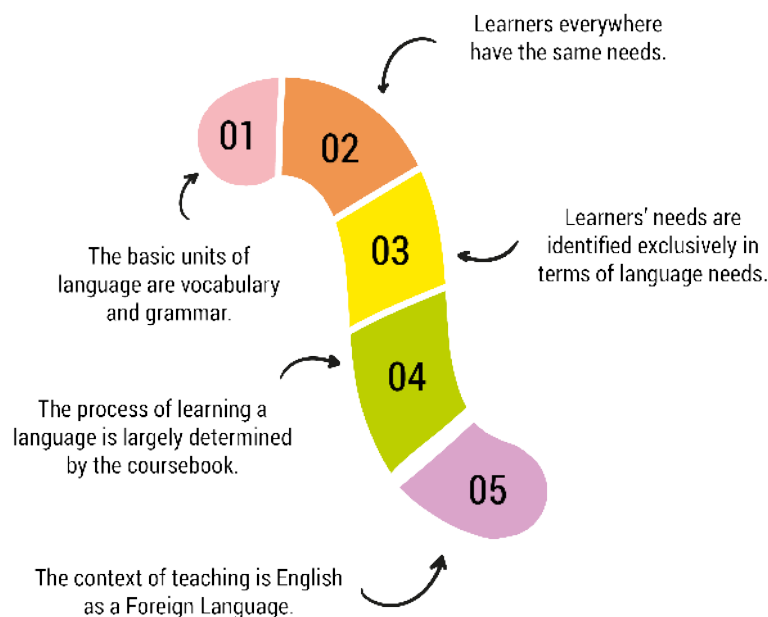 01
The basic units of
language are vocabulary
and grammar.
02
Learners everywhere
have the same needs.
03
Learners’ needs are
identified exclusively in
terms of language needs.
04
The process of learning a
language is largely determined
by the coursebook.
05
The context of teaching is English
as a Foreign Language.